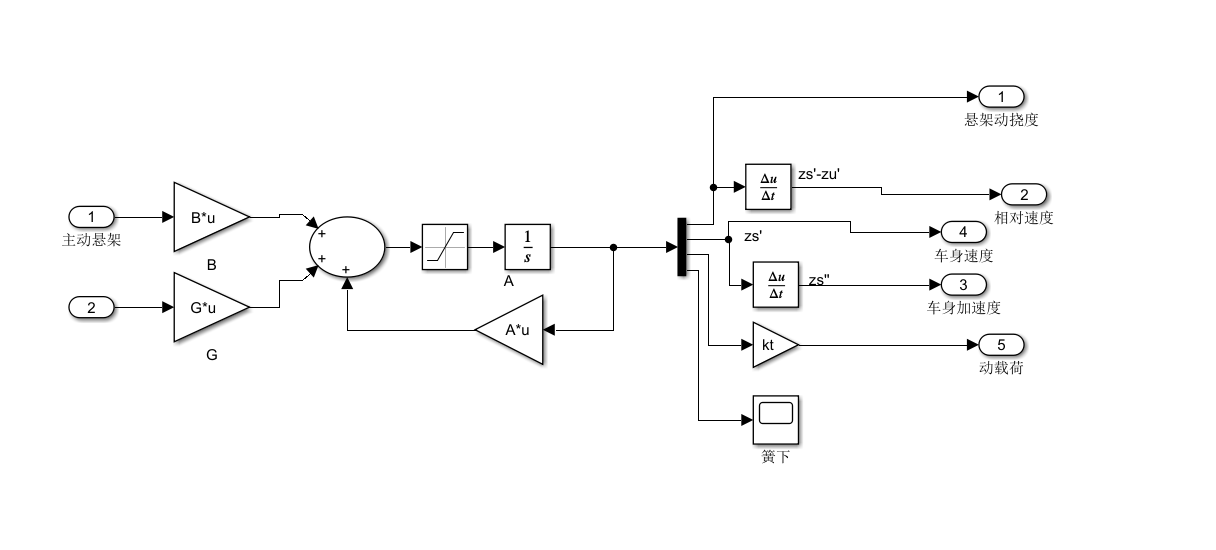 1
悬架动挠度
Δu
Δt
zs'-zu'
2
相对速度
1
主动悬架
B*u
B
+
+
+
1
s
A
zs'
4
车身速度
Δu
Δt
zs''
3
车身加速度
2
G*u
G
A*u
kt
5
动载荷
簧下